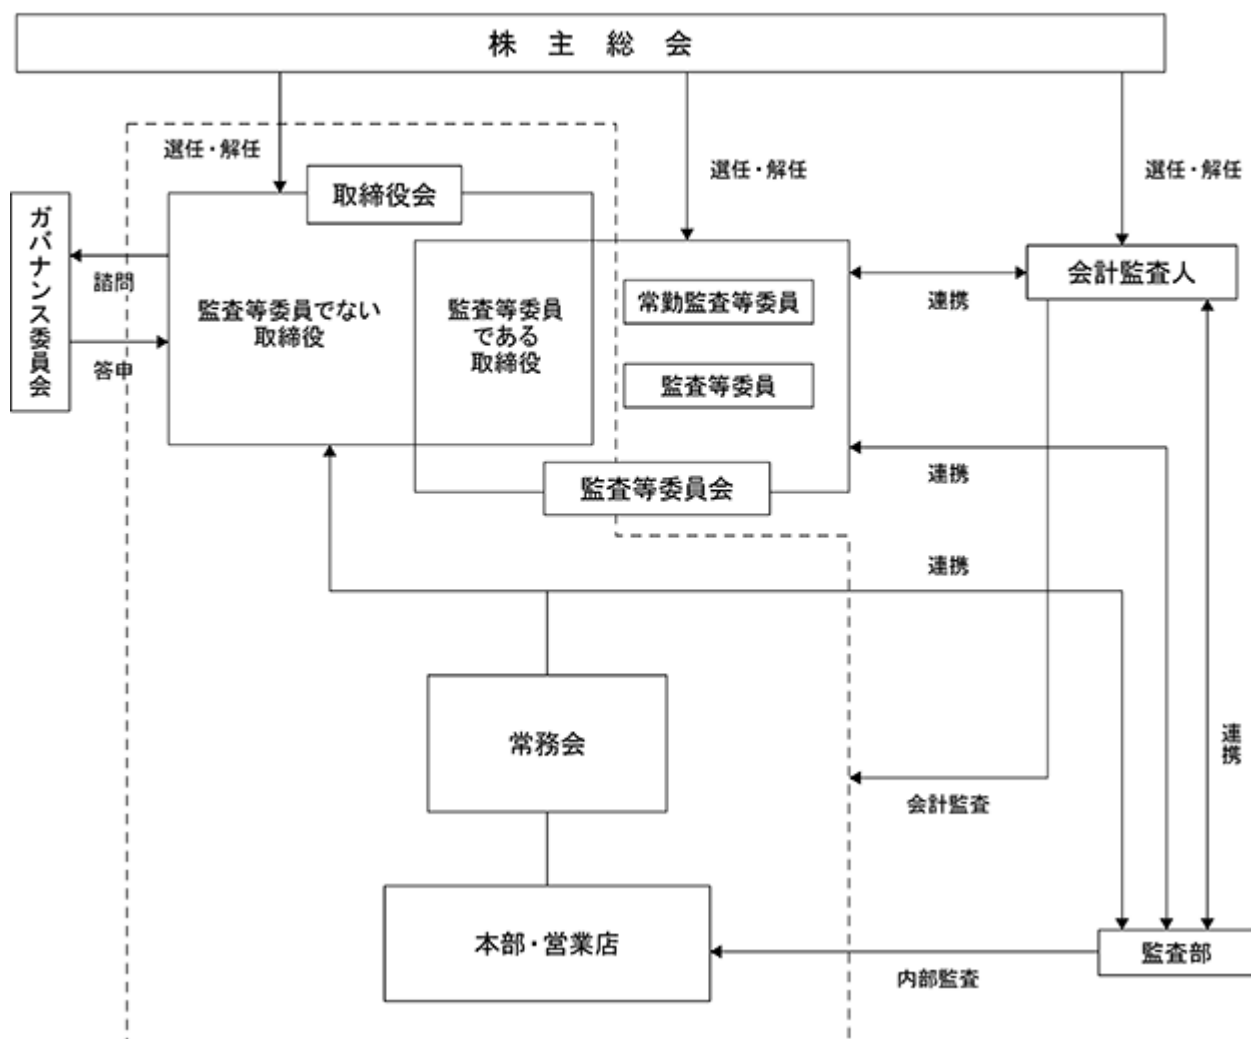 株主総会
選任・解任
選任・解任
選任・解任
取締役会
ガバナンス委員会
諮問
答申
監査等委員でない
取締役
監査等委員
である
取締役
常勤監査等委員
監査等委員
監査等委員会
会計監査人
連携
連携
連携
連携
常務会
会計監査
本部・営業店
内部監査
監査部